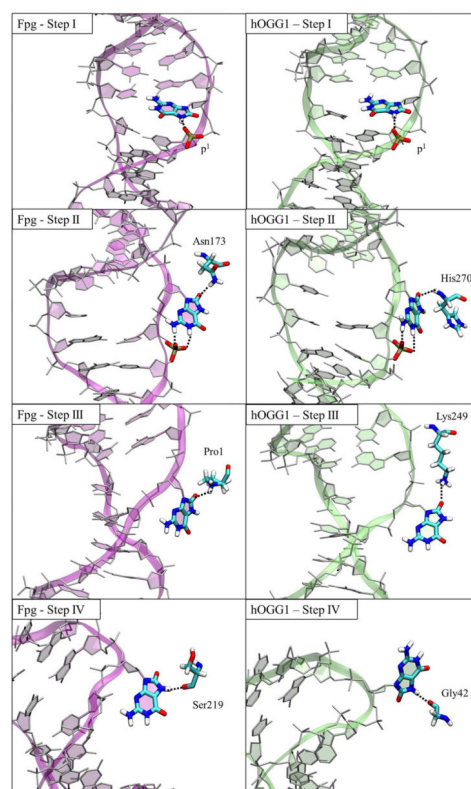 Fpg - Step I
hOGG1 – Step I
p1
p1
Fpg - Step II
hOGG1 – Step II
Asn173
His270
Fpg - Step III
hOGG1 – Step III
Lys249
Pro1
Fpg - Step IV
hOGG1 – Step IV
Ser219
Gly42